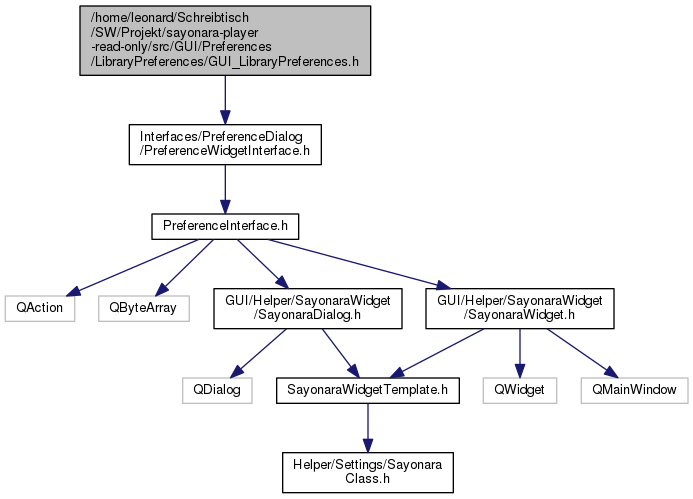 /home/leonard/Schreibtisch
/SW/Projekt/sayonara-player
-read-only/src/GUI/Preferences
/LibraryPreferences/GUI_LibraryPreferences.h
Interfaces/PreferenceDialog
/PreferenceWidgetInterface.h
PreferenceInterface.h
QAction
QByteArray
GUI/Helper/SayonaraWidget
/SayonaraDialog.h
GUI/Helper/SayonaraWidget
/SayonaraWidget.h
QDialog
SayonaraWidgetTemplate.h
QWidget
QMainWindow
Helper/Settings/Sayonara
Class.h